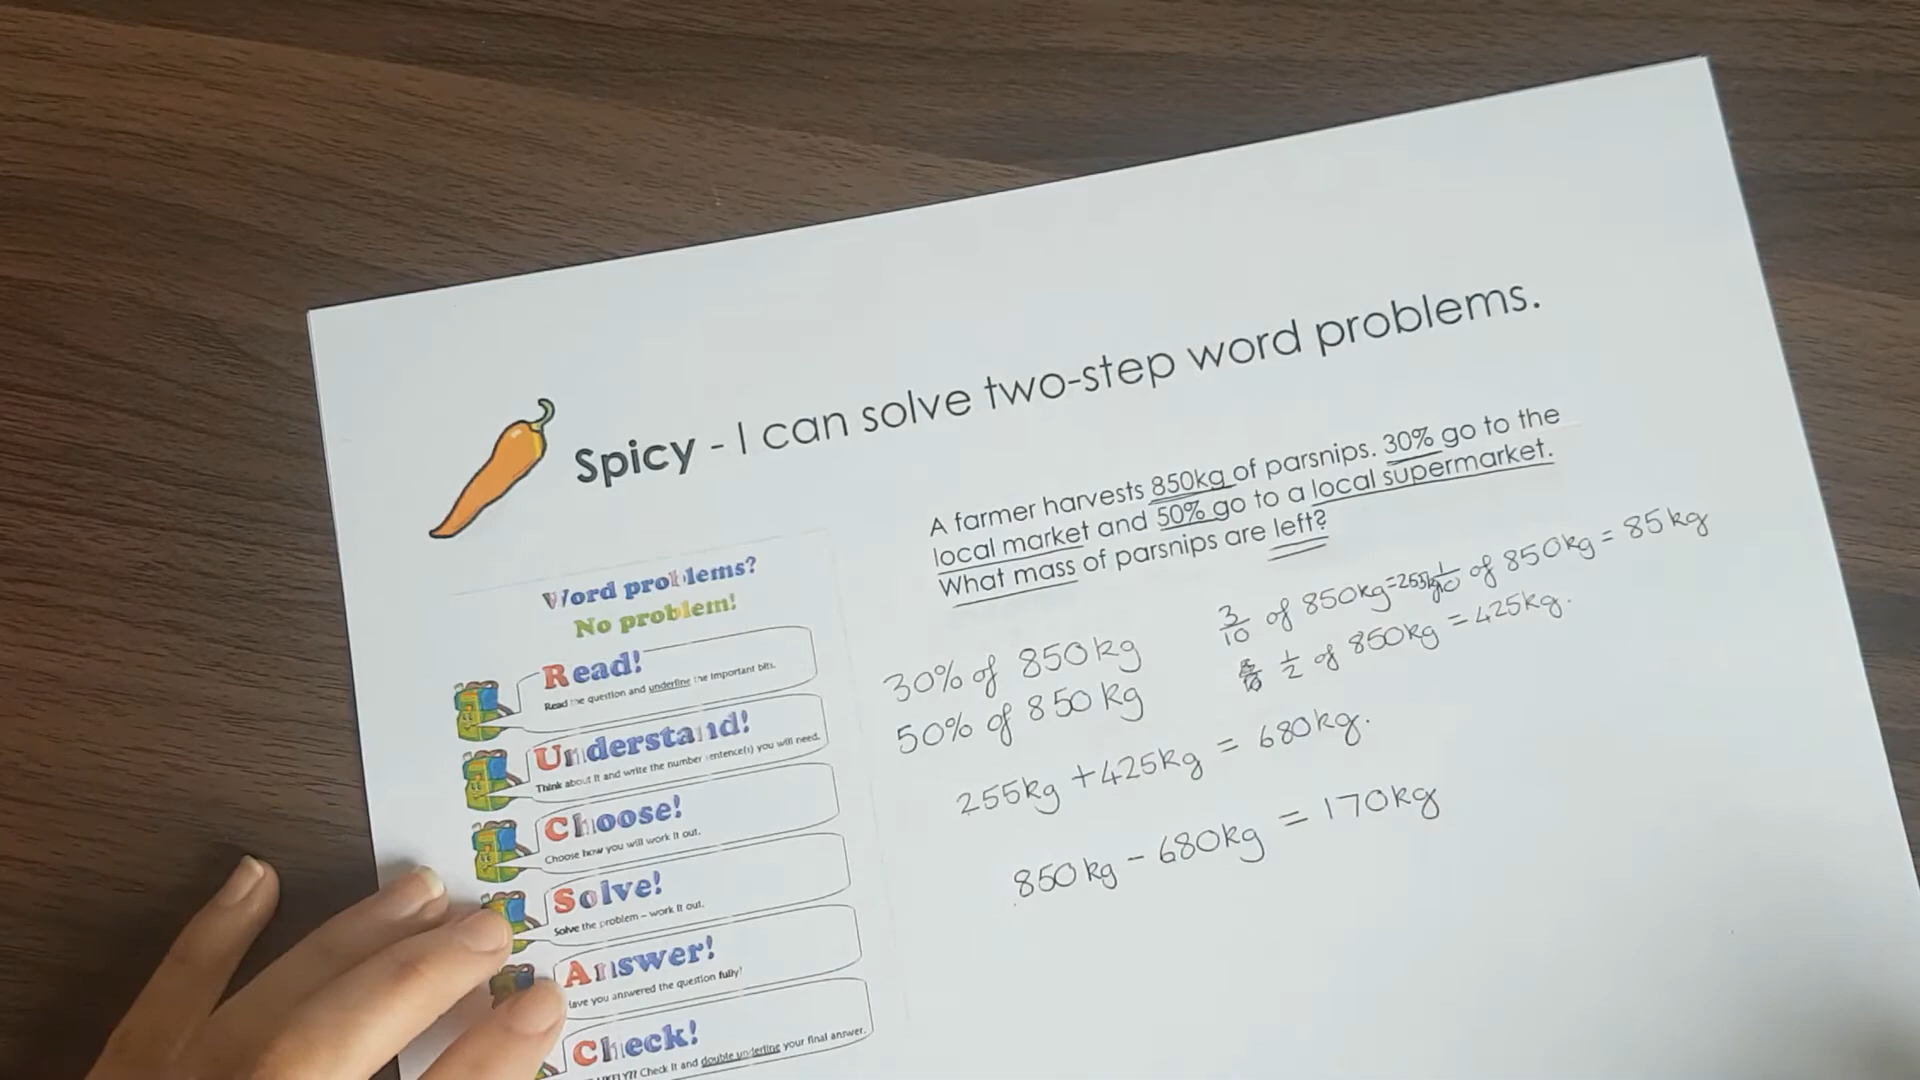 Spicy - I can solve two-step word problems.
A farmer harvests 850kg of parsnips. 30% go to the
local market and 50% go to a local supermarket.
What mass of parsnips are left?
Word problems?
No problem!
Read!
Read the question and underline the important bits.
Understand!
Think about it and write the number sentence(s) you will need.
Choose!
Choose how you will work it out.
Solve!
Solve the problem – work it out.
Answer!
Have you answered the question fully?
Check!
Check it and double underline your final answer.
30% of 850kg
50% of 850kg
3/10 of 850kg = 255kg
1/10 of 850kg = 85kg
1/2 of 850kg = 425kg.
255kg + 425kg = 680kg.
850kg - 680kg = 170kg